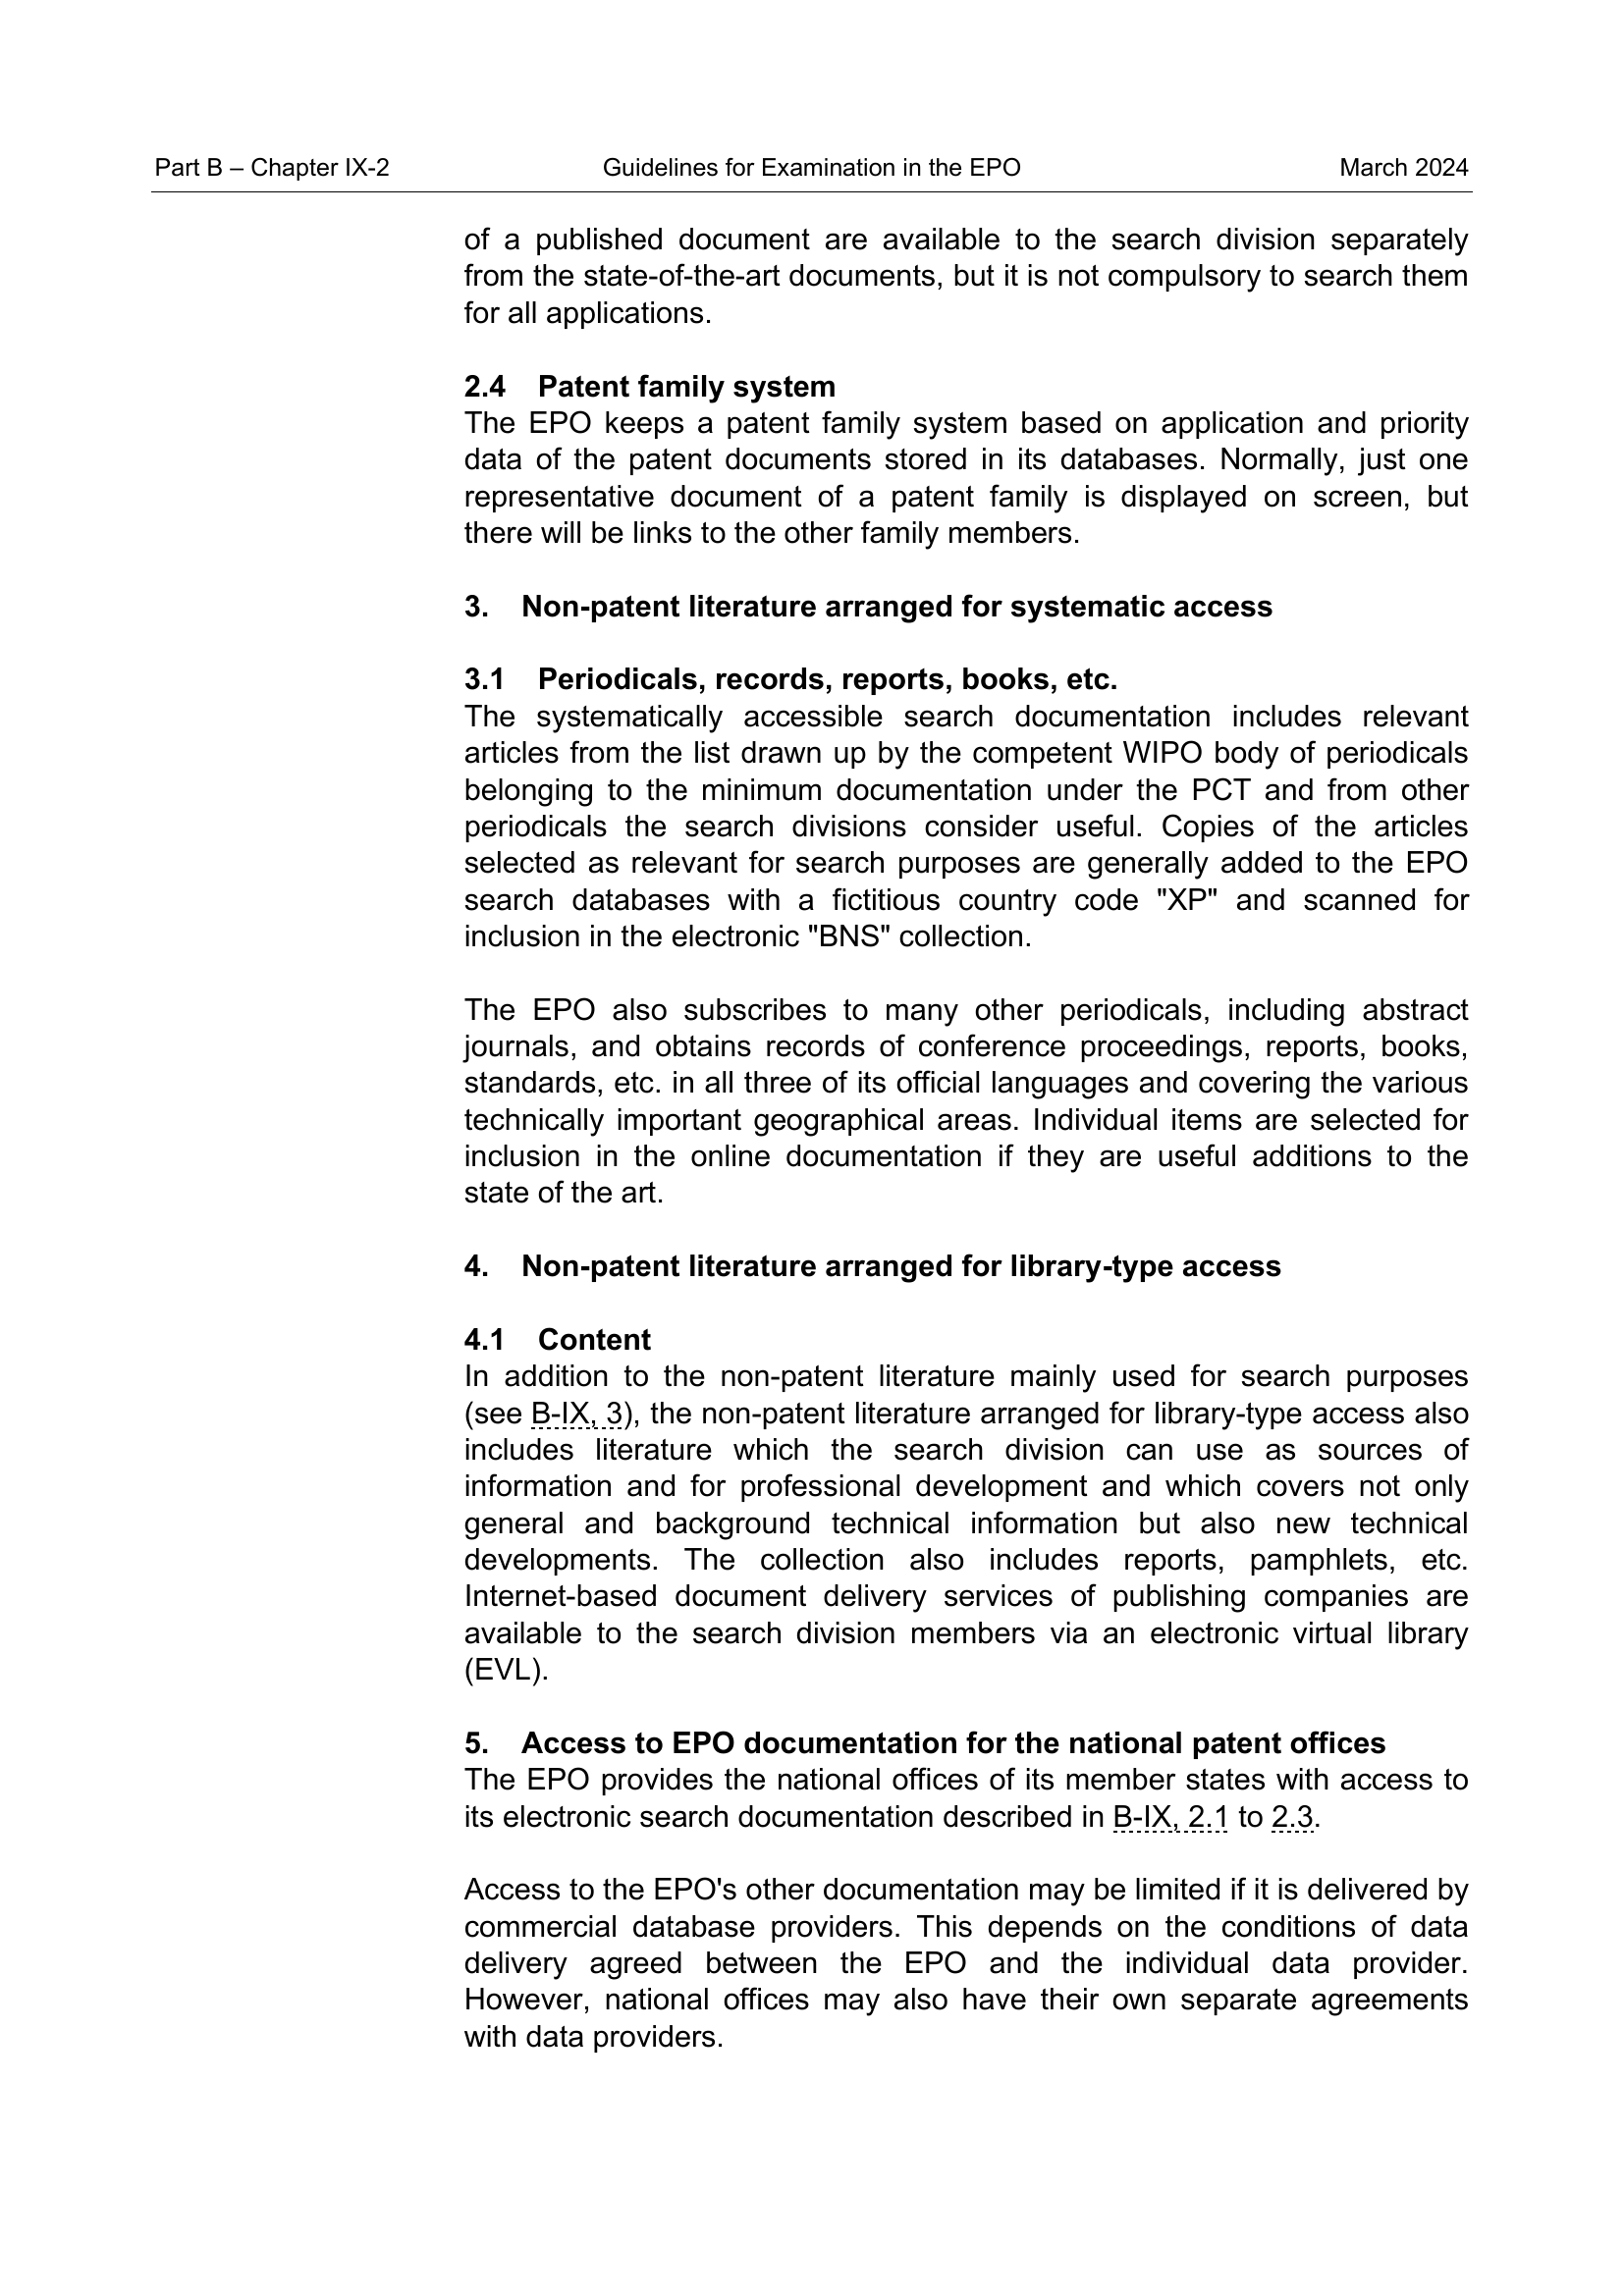 Part B – Chapter IX-2 Guidelines for Examination in the EPO March 2024
of a published document are available to the search division separately
from the state-of-the-art documents, but it is not compulsory to search them
for all applications.
2.4 Patent family system
The EPO keeps a patent family system based on application and priority
data of the patent documents stored in its databases. Normally, just one
representative document of a patent family is displayed on screen, but
there will be links to the other family members.
3. Non-patent literature arranged for systematic access
3.1 Periodicals, records, reports, books, etc.
The systematically accessible search documentation includes relevant
articles from the list drawn up by the competent WIPO body of periodicals
belonging to the minimum documentation under the PCT and from other
periodicals the search divisions consider useful. Copies of the articles
selected as relevant for search purposes are generally added to the EPO
search databases with a fictitious country code "XP" and scanned for
inclusion in the electronic "BNS" collection.
The EPO also subscribes to many other periodicals, including abstract
journals, and obtains records of conference proceedings, reports, books,
standards, etc. in all three of its official languages and covering the various
technically important geographical areas. Individual items are selected for
inclusion in the online documentation if they are useful additions to the
state of the art.
4. Non-patent literature arranged for library-type access
4.1 Content
In addition to the non-patent literature mainly used for search purposes
(see B-IX, 3), the non-patent literature arranged for library-type access also
includes literature which the search division can use as sources of
information and for professional development and which covers not only
general and background technical information but also new technical
developments. The collection also includes reports, pamphlets, etc.
Internet-based document delivery services of publishing companies are
available to the search division members via an electronic virtual library
(EVL).
5. Access to EPO documentation for the national patent offices
The EPO provides the national offices of its member states with access to
its electronic search documentation described in B-IX, 2.1 to 2.3.
Access to the EPO's other documentation may be limited if it is delivered by
commercial database providers. This depends on the conditions of data
delivery agreed between the EPO and the individual data provider.
However, national offices may also have their own separate agreements
with data providers.